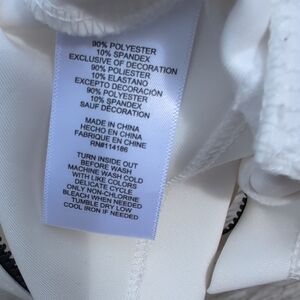 90% POLYESTER
10% SPANDEX
EXCLUSIVE OF DECORATION
90% POLIESTER
10% ELASTANO
EXCEPTO DECORACIÓN
90% POLYESTER
10% SPANDEX
SAUF DÉCORATION
MADE IN CHINA
HECHO EN CHINA
FABRIQUE EN CHINE
RN#114186
TURN INSIDE OUT
BEFORE WASH
MACHINE WASH COLD
WITH LIKE COLORS
DELICATE CYCLE
ONLY NON-CHLORINE
BLEACH WHEN NEEDED
TUMBLE DRY LOW
COOL IRON IF NEEDED